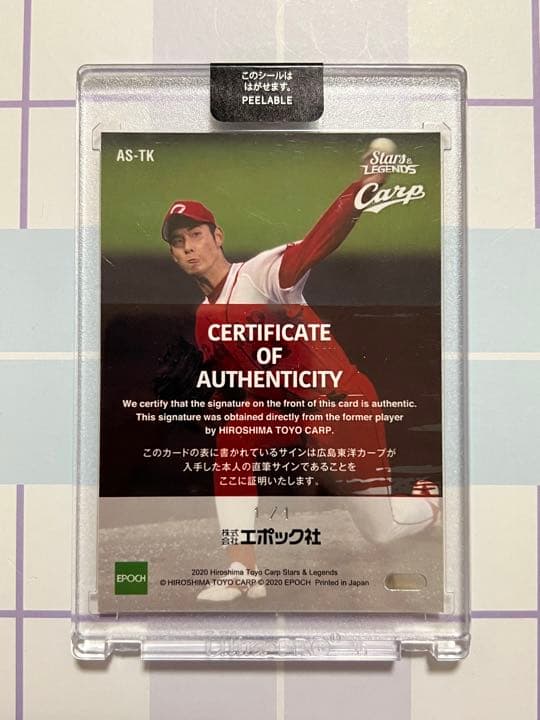 このシールは
はがせます。
PEELABLE
AS-TK
Stars &
LEGENDS
Carp
CERTIFICATE
OF
AUTHENTICITY
We certify that the signature on the front of this card is authentic.
This signature was obtained directly from the former player
by HIROSHIMA TOYO CARP.
このカードの表に書かれているサインは広島東洋カープが
入手した本人の直筆サインであることを
ここに証明いたします。
1/1
株式会社エポック社
EPOCH
2020 Hiroshima Toyo Carp Stars & Legends
© HIROSHIMA TOYO CARP © 2020 EPOCH Printed in Japan
Ultra·PRO®